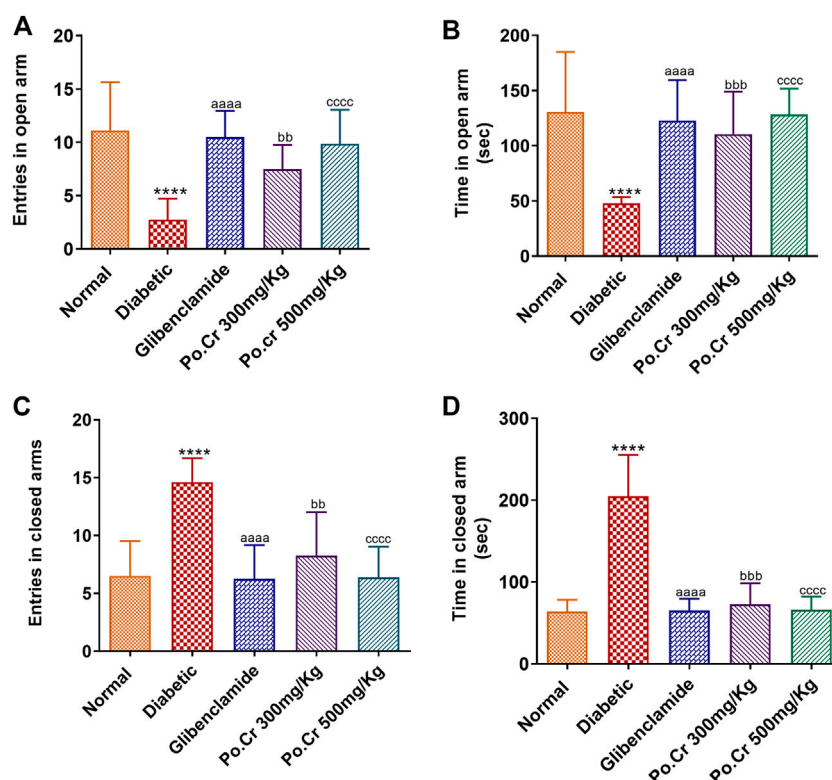 A
Entries in open arm
20
15
10
5
0
****
aaaa
bb
cccc
Normal
Diabetic
Glibenclamide
Po.Cr 300mg/Kg
Po.cr 500mg/Kg
B
Time in open arm
(sec)
200
150
100
50
0
****
aaaa
bbb
cccc
Normal
Diabetic
Glibenclamide
Po.Cr 300mg/Kg
Po.Cr 500mg/Kg
C
Entries in closed arms
20
15
10
5
0
****
aaaa
bb
cccc
Normal
Diabetic
Glibenclamide
Po.Cr 300mg/Kg
Po.Cr 500mg/Kg
D
Time in closed arm
(sec)
300
200
100
0
****
aaaa
bbb
cccc
Normal
Diabetic
Glibenclamide
Po.Cr 300mg/Kg
Po.Cr 500mg/Kg